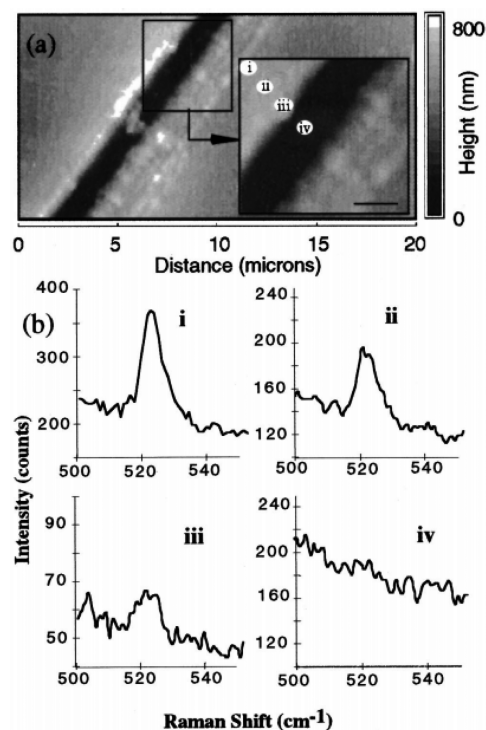 (a)
i
ii
iii
iv
800
Height (nm)
0
0 5 10 15 20
Distance (microns)
(b)
400
i
300
200
500 520 540
240
ii
200
160
120
500 520 540
Intensity (counts)
90
iii
70
50
500 520 540
240
iv
200
160
100
500 520 540
Raman Shift (cm-1)